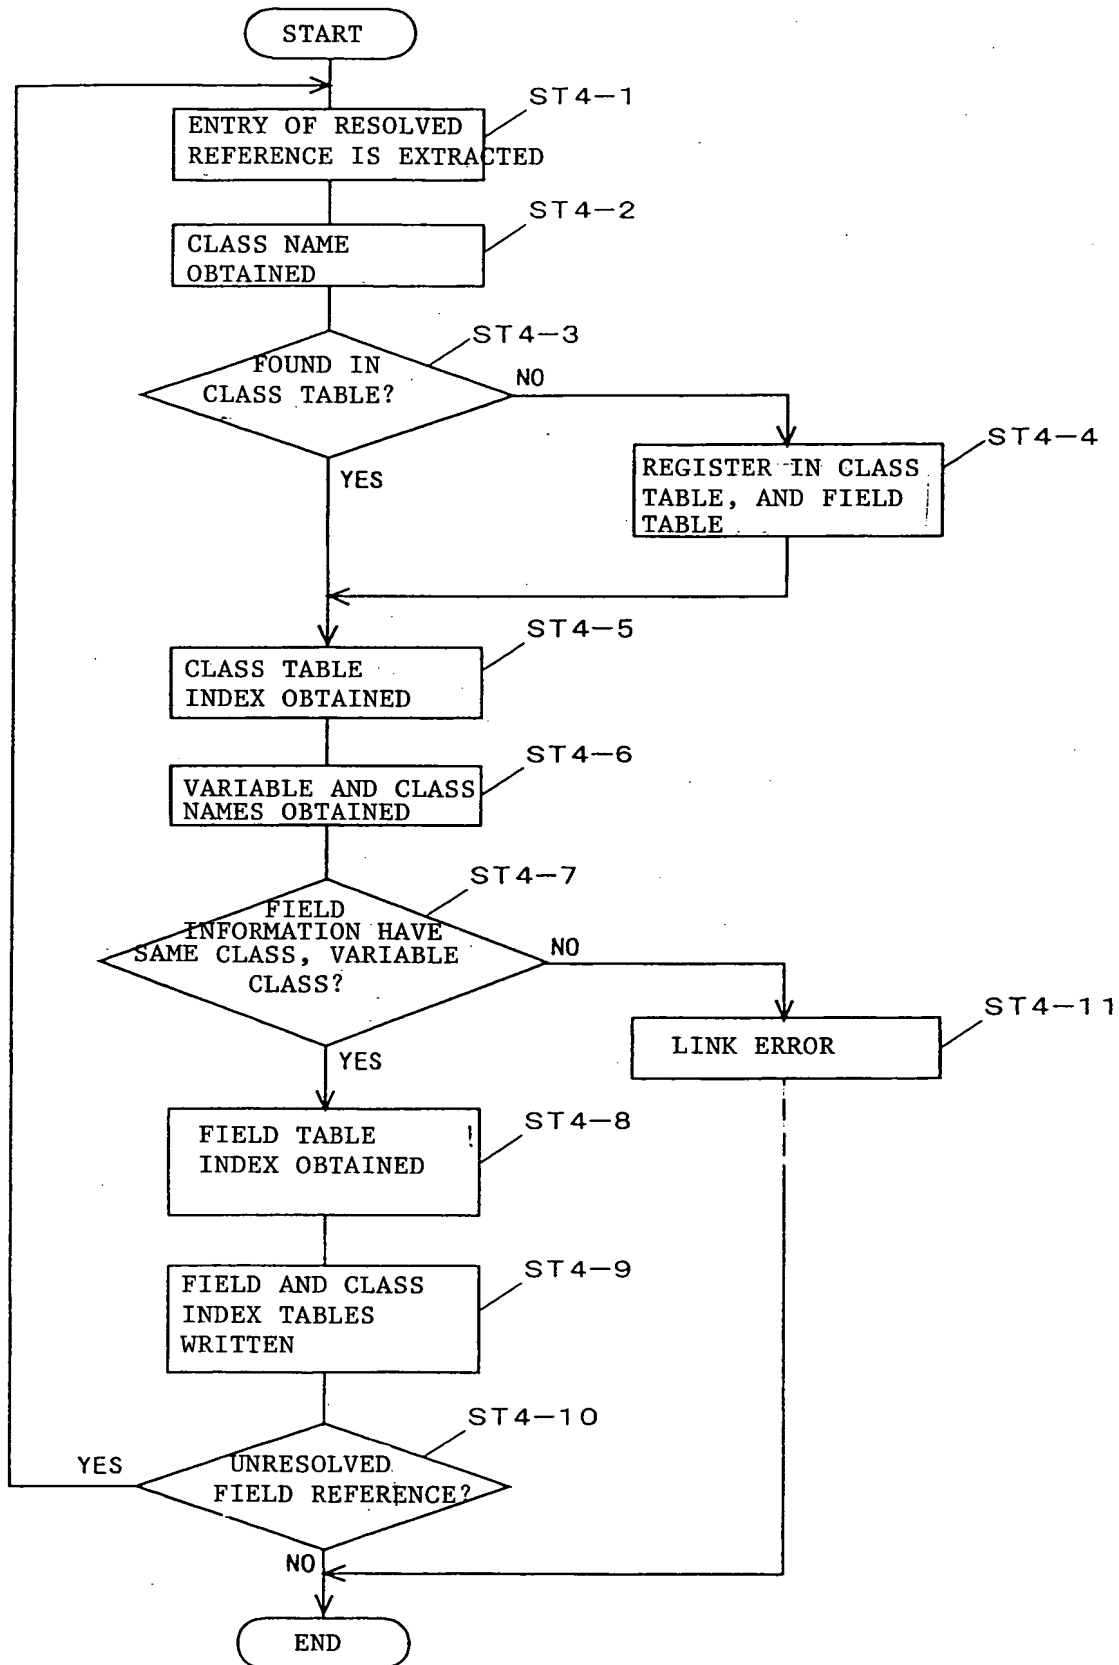 START
ST4-1
ENTRY OF RESOLVED
REFERENCE IS EXTRACTED
ST4-2
CLASS NAME
OBTAINED
ST4-3
FOUND IN
CLASS TABLE?
NO
YES
ST4-4
REGISTER IN CLASS
TABLE, AND FIELD
TABLE
ST4-5
CLASS TABLE
INDEX OBTAINED
ST4-6
VARIABLE AND CLASS
NAMES OBTAINED
ST4-7
FIELD
INFORMATION HAVE
SAME CLASS, VARIABLE
CLASS?
NO
YES
ST4-11
LINK ERROR
ST4-8
FIELD TABLE
INDEX OBTAINED
ST4-9
FIELD AND CLASS
INDEX TABLES
WRITTEN
ST4-10
UNRESOLVED
FIELD REFERENCE?
YES
NO
END